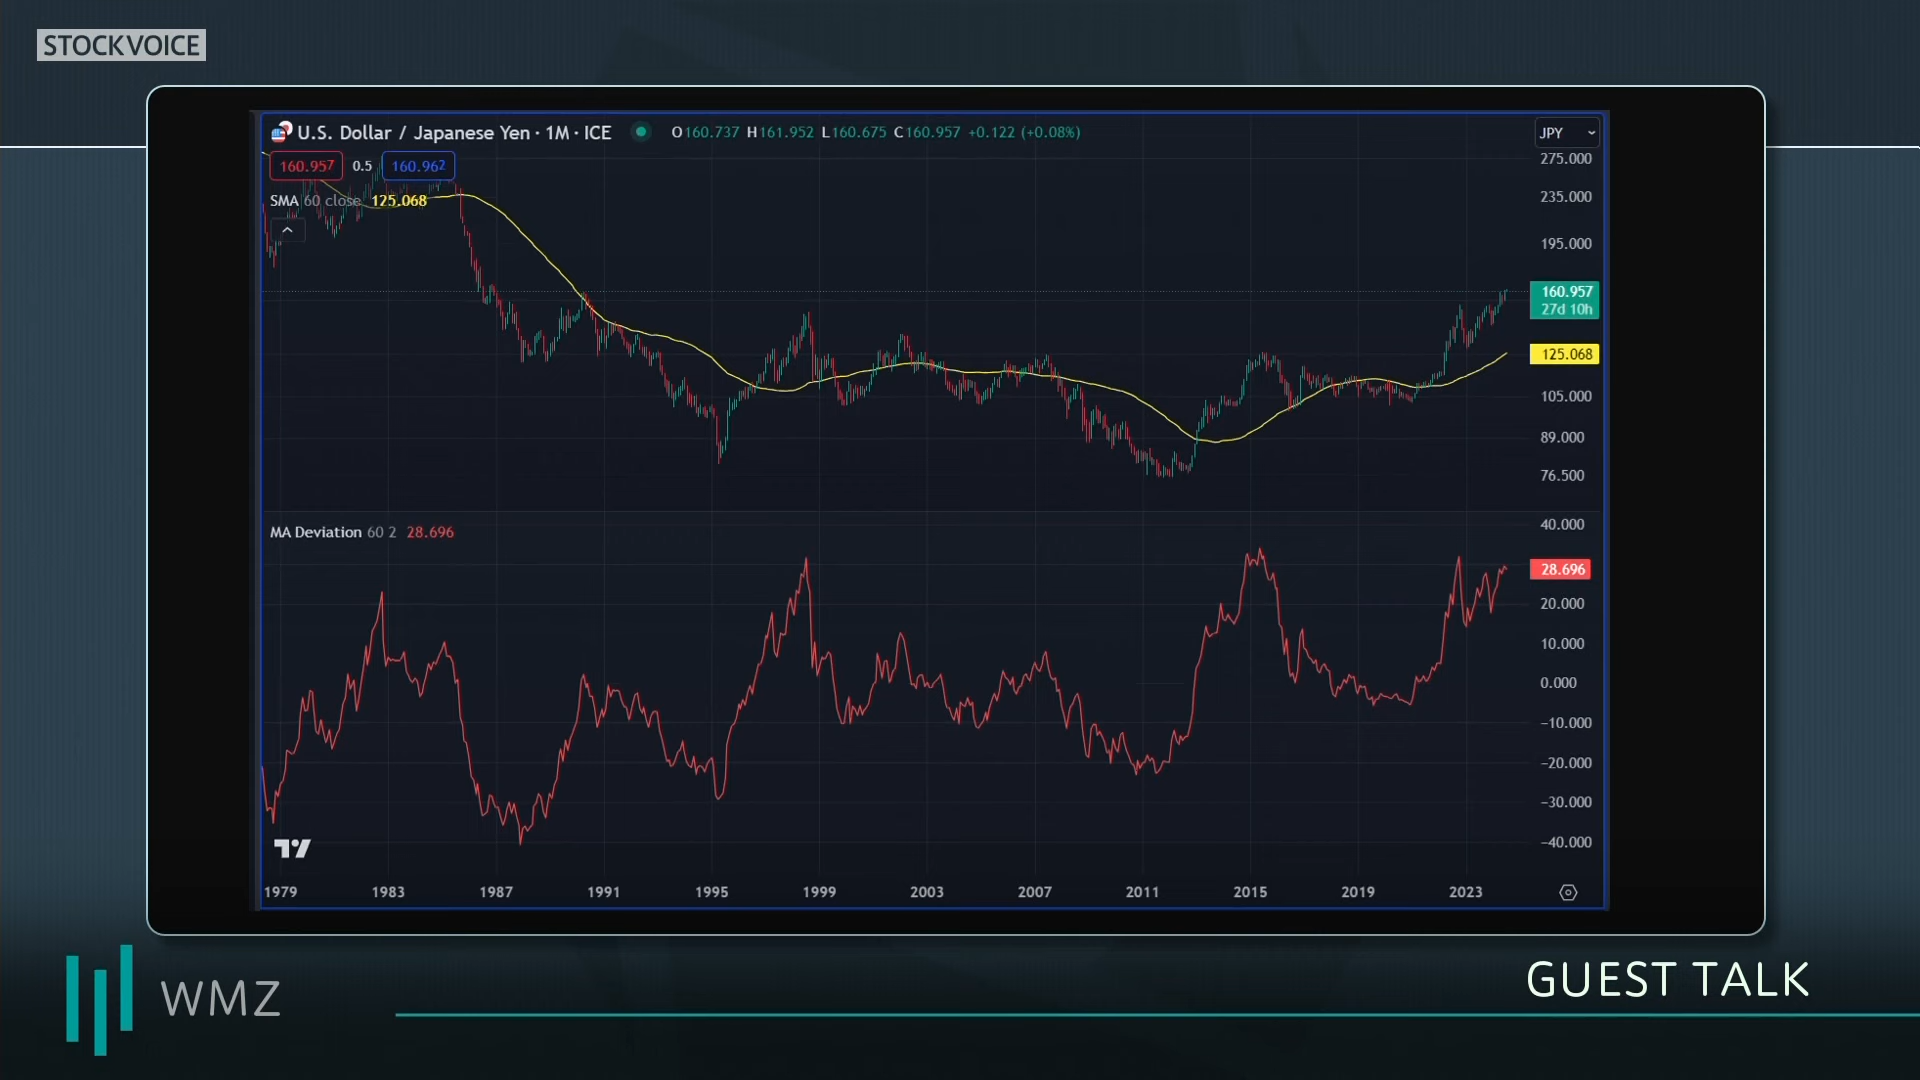 STOCKVOICE
U.S. Dollar / Japanese Yen · 1M · ICE O160.737 H161.952 L160.675 C160.957 +0.122 (+0.08%) JPY
160.957 0.5 160.962
SMA 60 close 125.068
275.000
235.000
195.000
160.957
27d 10h
125.068
105.000
89.000
76.500
MA Deviation 60 2 28.696
40.000
28.696
20.000
10.000
0.000
−10.000
−20.000
−30.000
−40.000
1979 1983 1987 1991 1995 1999 2003 2007 2011 2015 2019 2023
WMZ
GUEST TALK